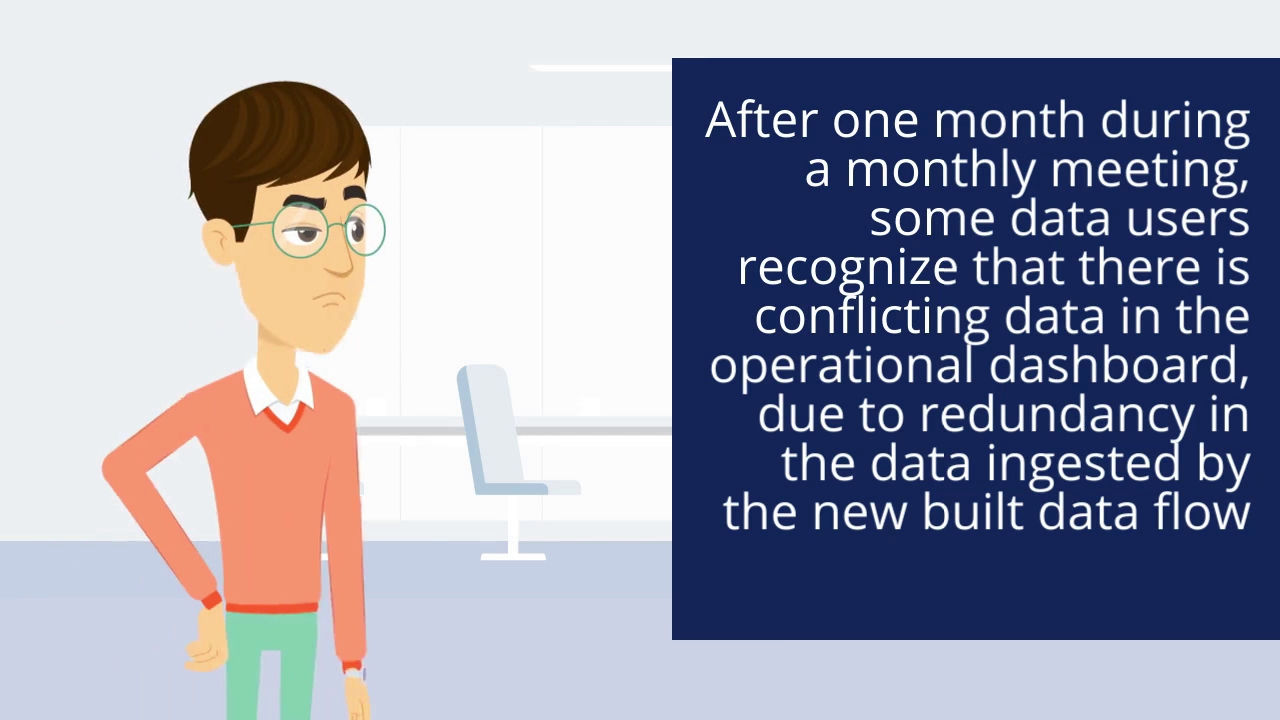 After one month during
a monthly meeting,
some data users
recognize that there is
conflicting data in the
operational dashboard,
due to redundancy in
the data ingested by
the new built data flow